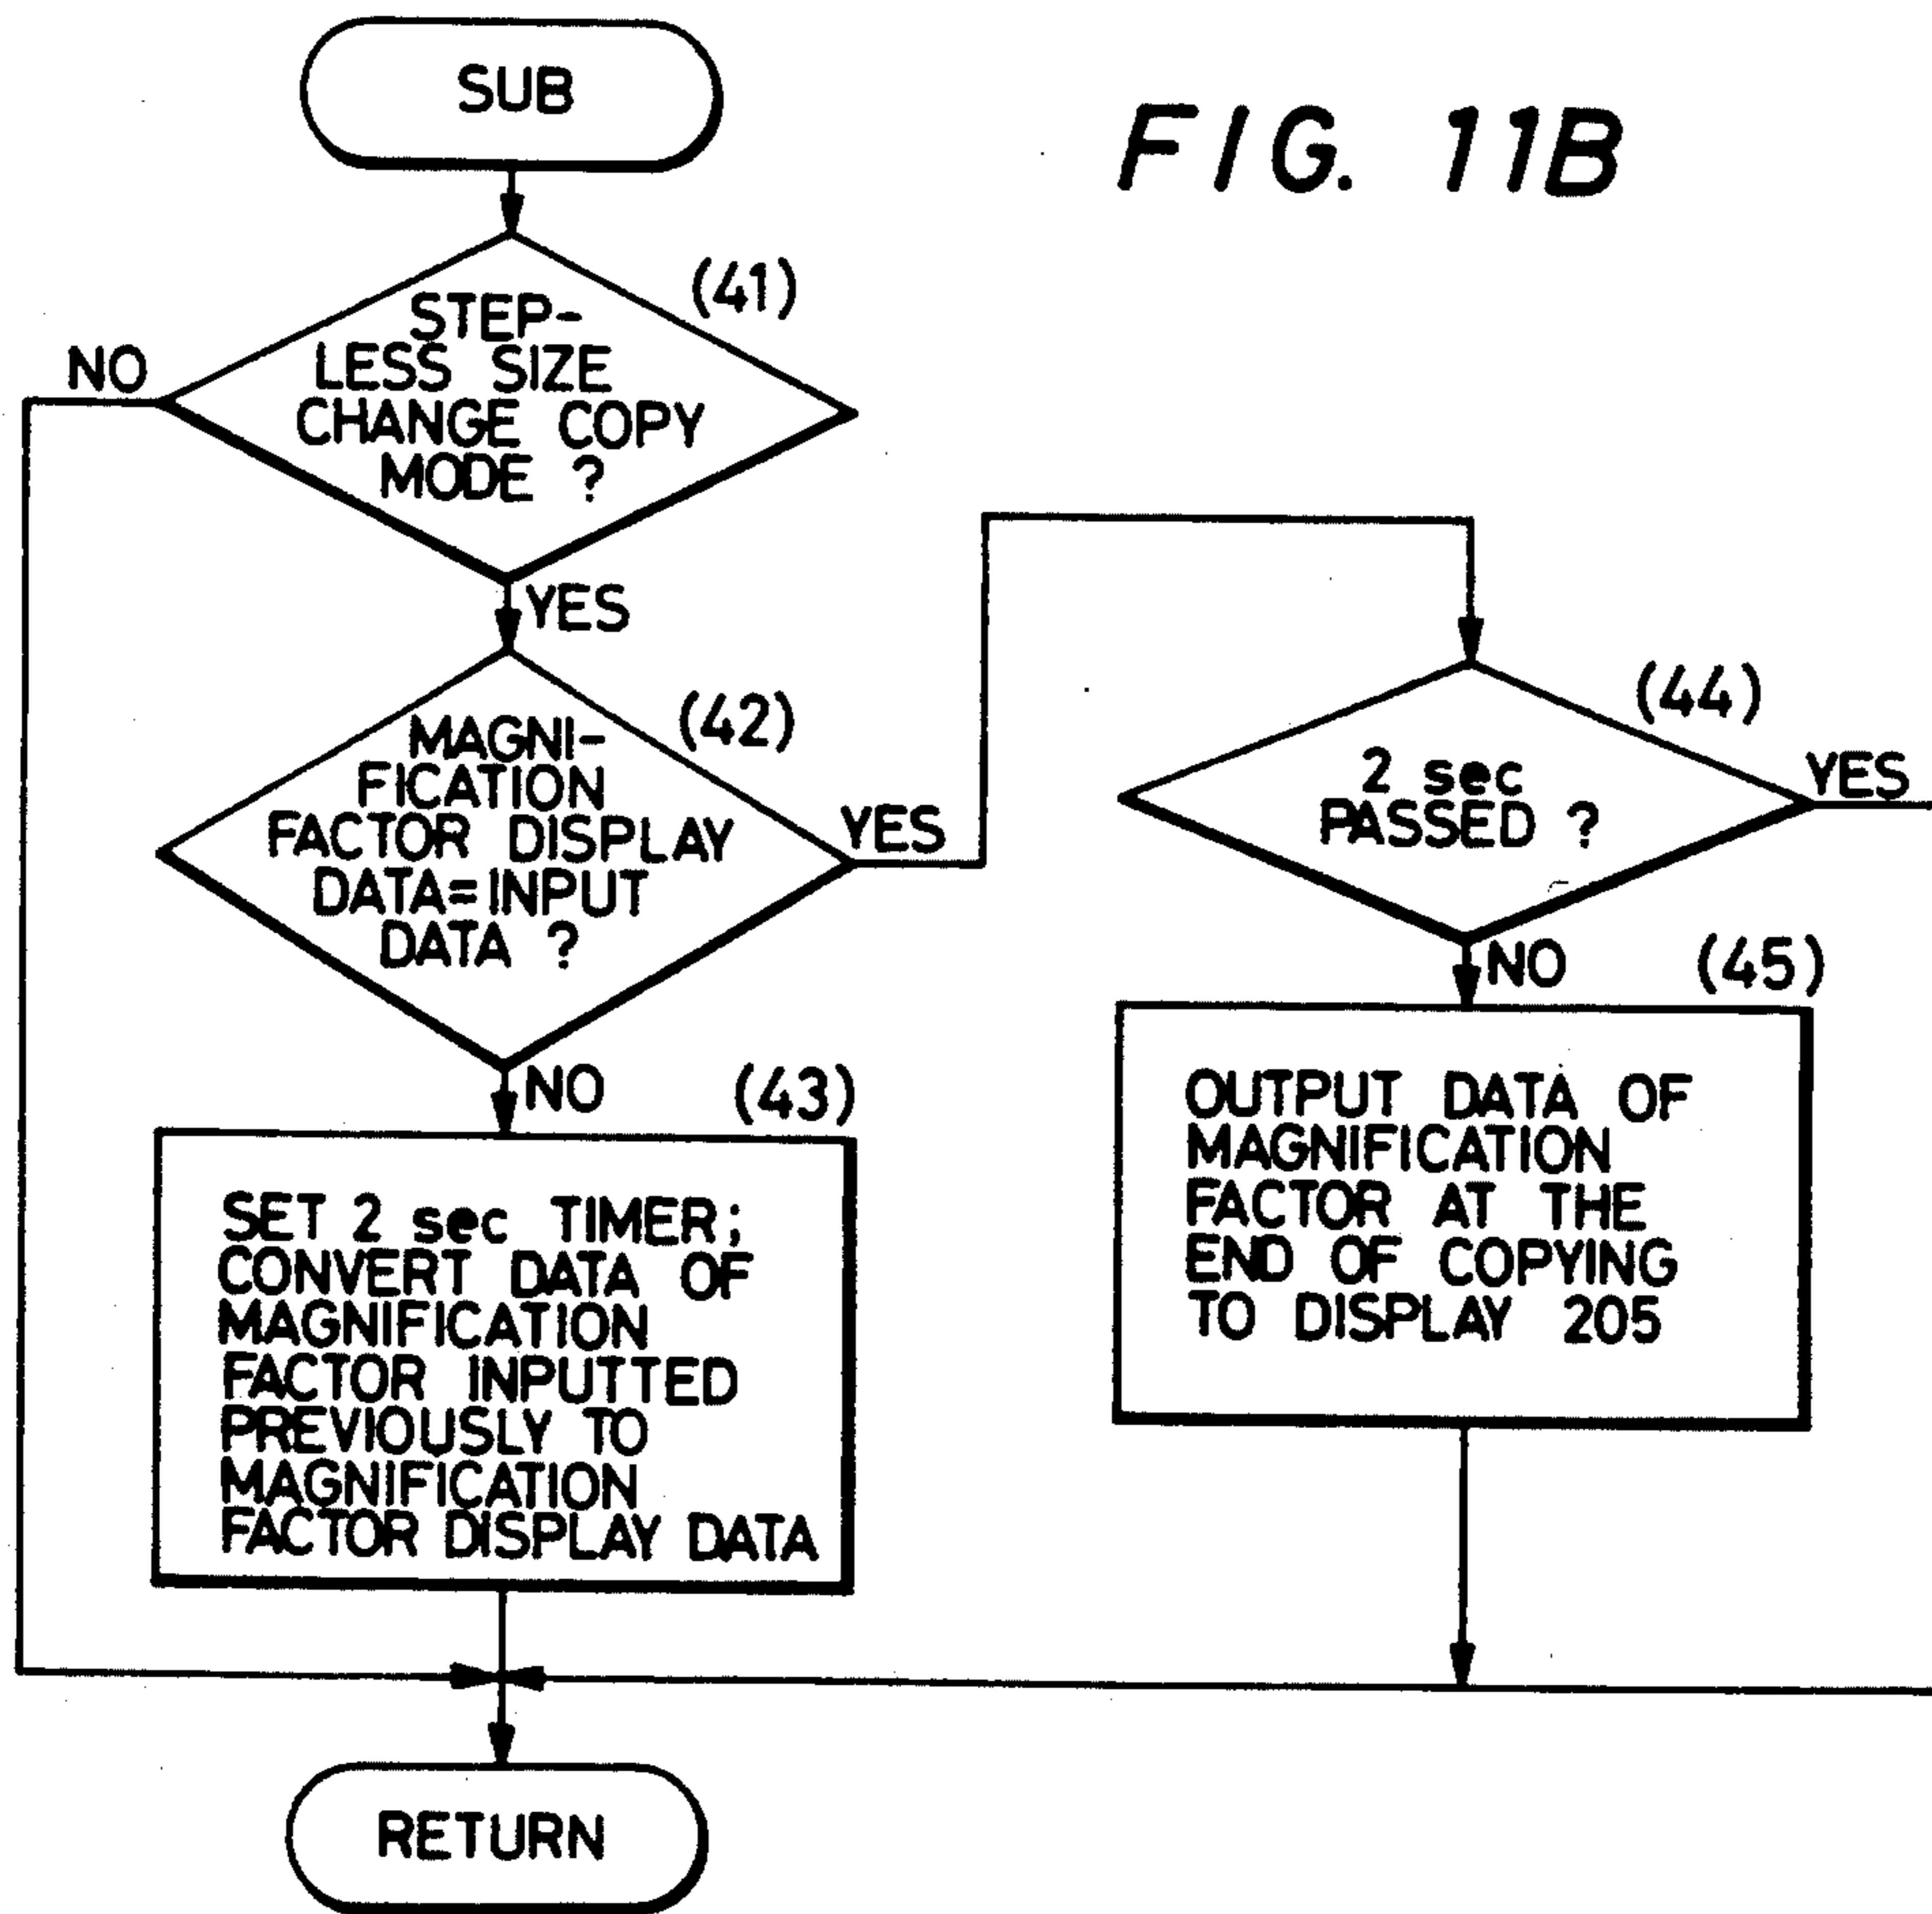 SUB
FIG. 11B
(41)
STEP-
LESS SIZE
CHANGE COPY
MODE ?
NO
YES
(42)
MAGNI-
FICATION
FACTOR DISPLAY
DATA=INPUT
DATA ?
YES
NO
(43)
SET 2 sec TIMER;
CONVERT DATA OF
MAGNIFICATION
FACTOR INPUTTED
PREVIOUSLY TO
MAGNIFICATION
FACTOR DISPLAY DATA
(44)
2 sec
PASSED ?
YES
NO
(45)
OUTPUT DATA OF
MAGNIFICATION
FACTOR AT THE
END OF COPYING
TO DISPLAY 205
RETURN